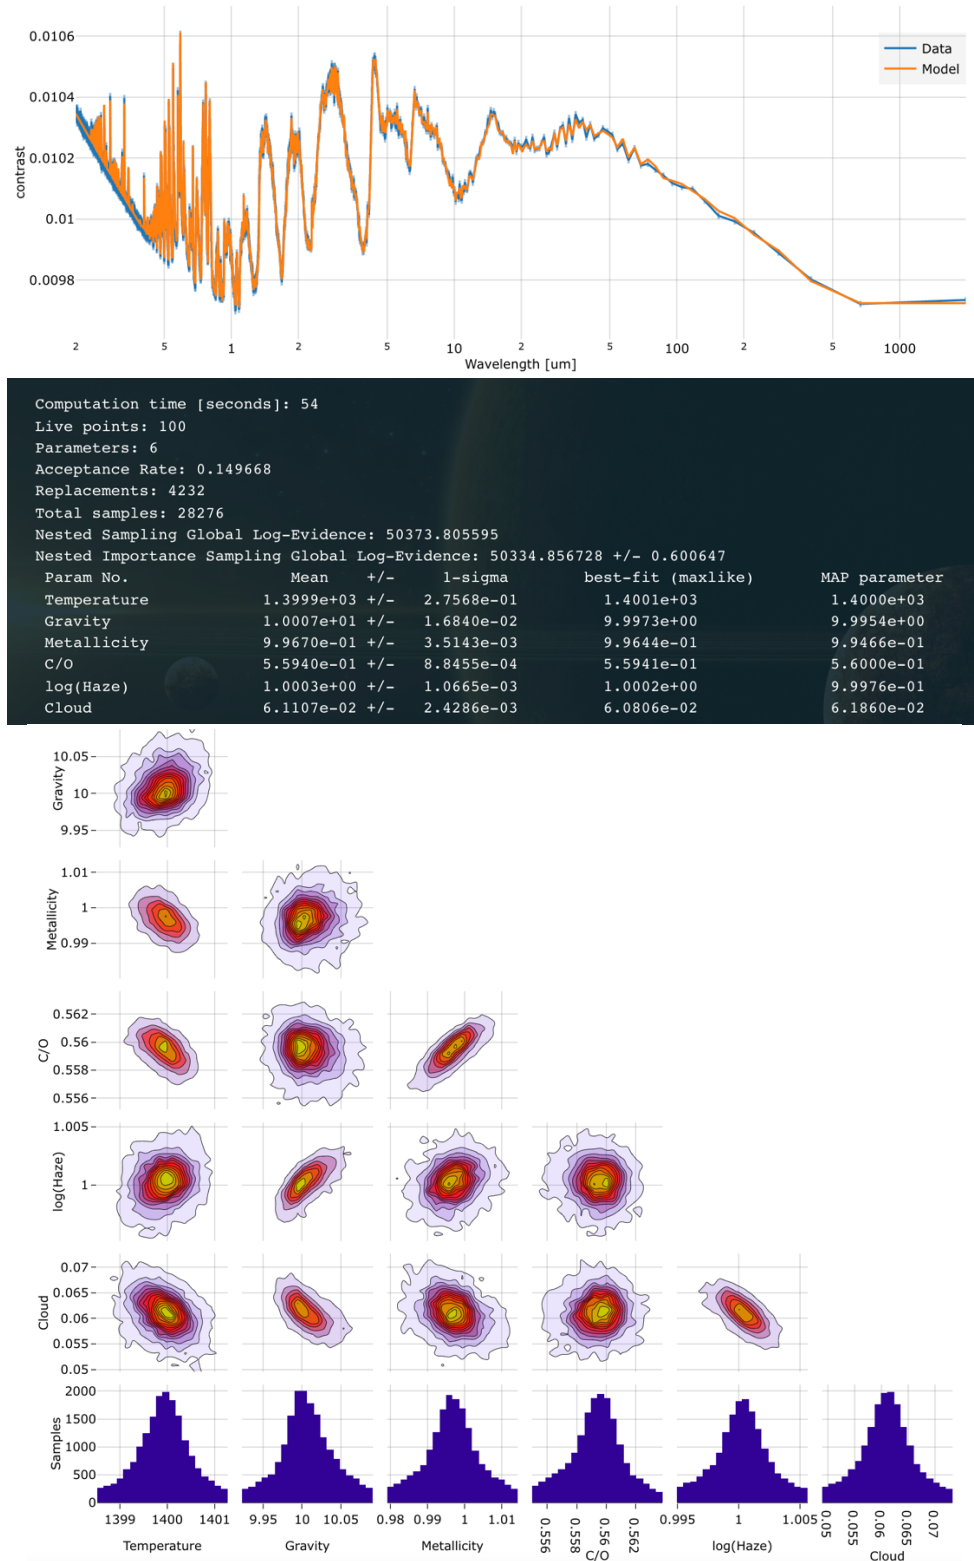 0.0106
0.0104
0.0102
0.01
0.0098
contrast
Data
Model
2 5 1 2 5 10 2 5 100 2 5 1000
Wavelength [um]
Computation time [seconds]: 54
Live points: 100
Parameters: 6
Acceptance Rate: 0.149668
Replacements: 4232
Total samples: 28276
Nested Sampling Global Log-Evidence: 50373.805595
Nested Importance Sampling Global Log-Evidence: 50334.856728 +/- 0.600647
Param No. Mean +/- 1-sigma best-fit (maxlike) MAP parameter
Temperature 1.3999e+03 +/- 2.7568e-01 1.4001e+03 1.4000e+03
Gravity 1.0007e+01 +/- 1.6840e-02 9.9973e+00 9.9954e+00
Metallicity 9.9670e-01 +/- 3.5143e-03 9.9644e-01 9.9466e-01
C/O 5.5940e-01 +/- 8.8455e-04 5.5941e-01 5.6000e-01
log(Haze) 1.0003e+00 +/- 1.0665e-03 1.0002e+00 9.9976e-01
Cloud 6.1107e-02 +/- 2.4286e-03 6.0806e-02 6.1860e-02
10.05
10
9.95
Gravity
1.01
1
0.99
Metallicity
0.562
0.56
0.558
0.556
C/O
1.005
1
log(Haze)
0.07
0.065
0.06
0.055
0.05
Cloud
2000
1500
1000
500
0
Samples
1399 1400 1401
9.95 10 10.05
0.98 0.99 1 1.01
0.556 0.558 0.56 0.562
0.995 1 1.005
0.05 0.055 0.06 0.065 0.07
Temperature Gravity Metallicity C/O log(Haze) Cloud